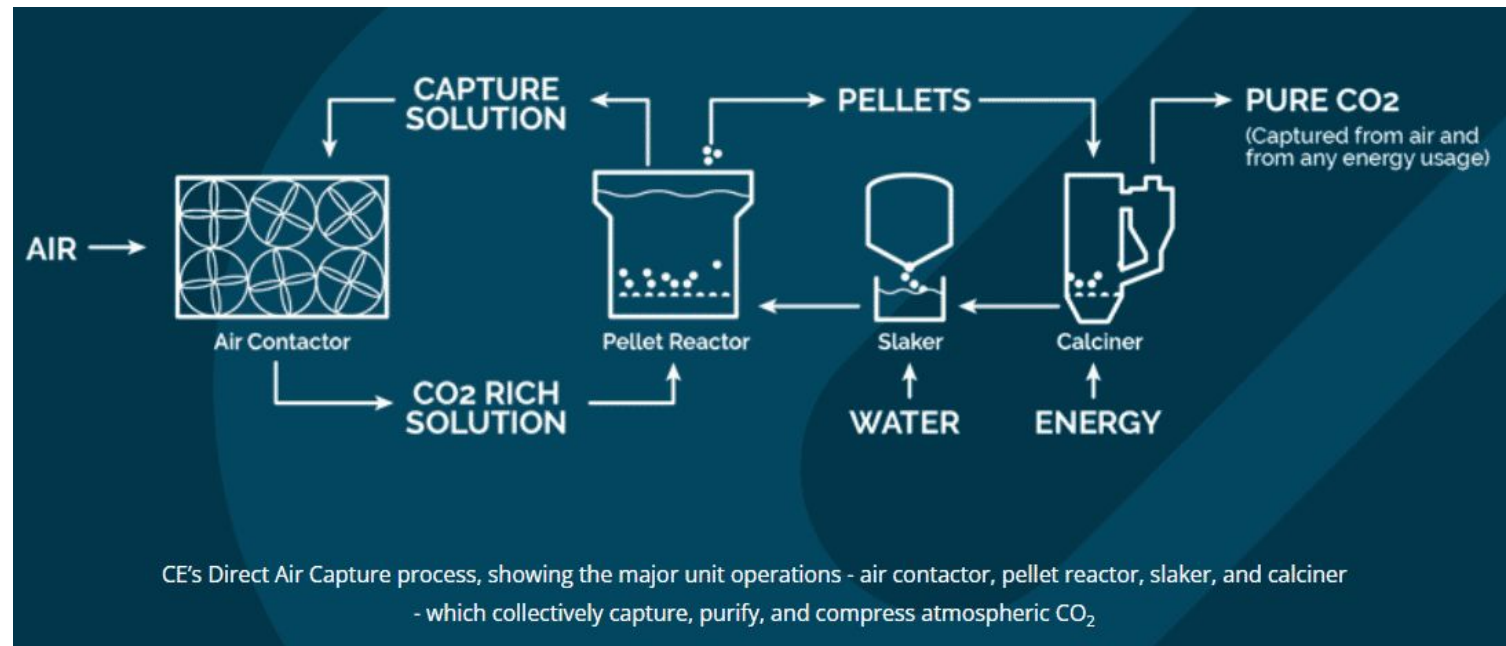 CAPTURE
SOLUTION
PELLETS
PURE CO2
(Captured from air and
from any energy usage)
AIR
Air Contactor
Pellet Reactor
Slaker
Calciner
CO2 RICH
SOLUTION
WATER
ENERGY
CE’s Direct Air Capture process, showing the major unit operations - air contactor, pellet reactor, slaker, and calciner
- which collectively capture, purify, and compress atmospheric CO₂